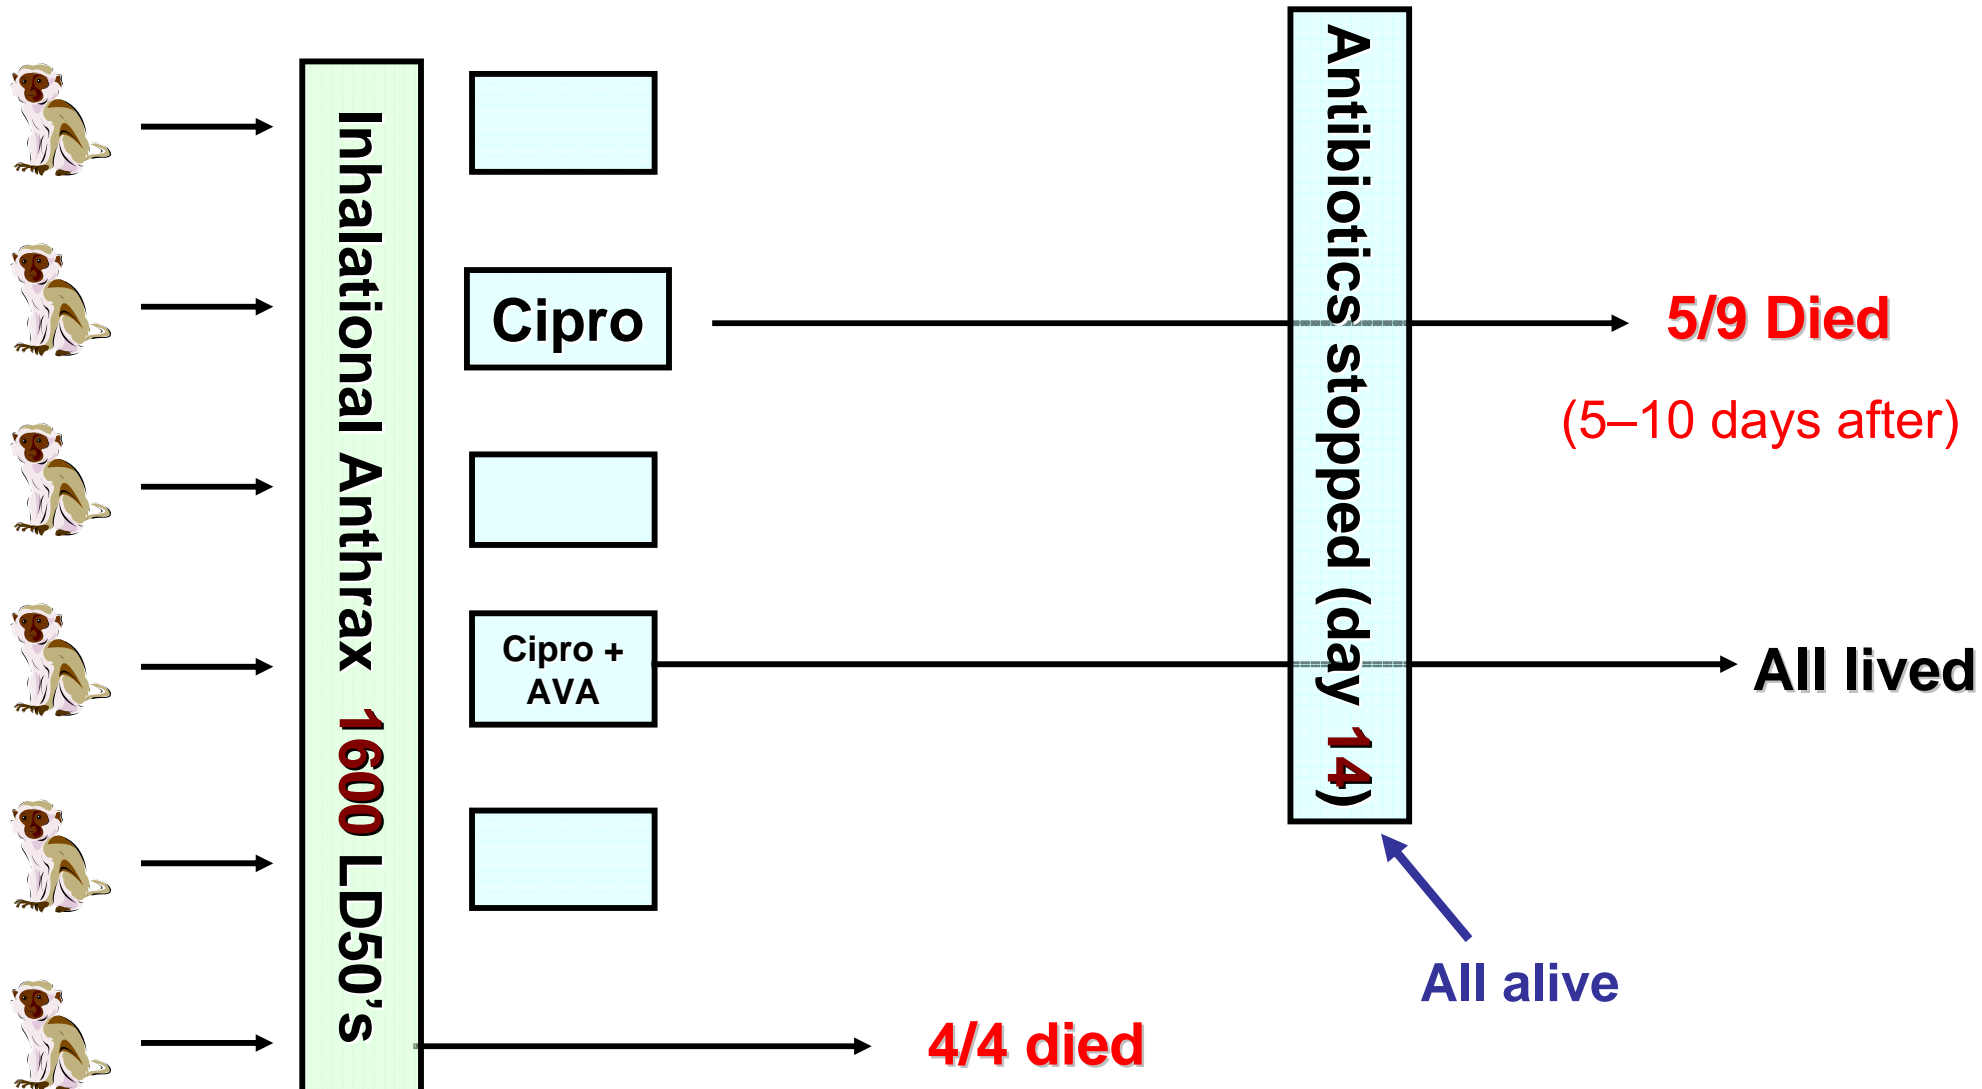 Inhalational Anthrax 1600 LD50's
Cipro
Cipro +
AVA
Antibiotics stopped (day 14)
5/9 Died
(5–10 days after)
All lived
All alive
4/4 died